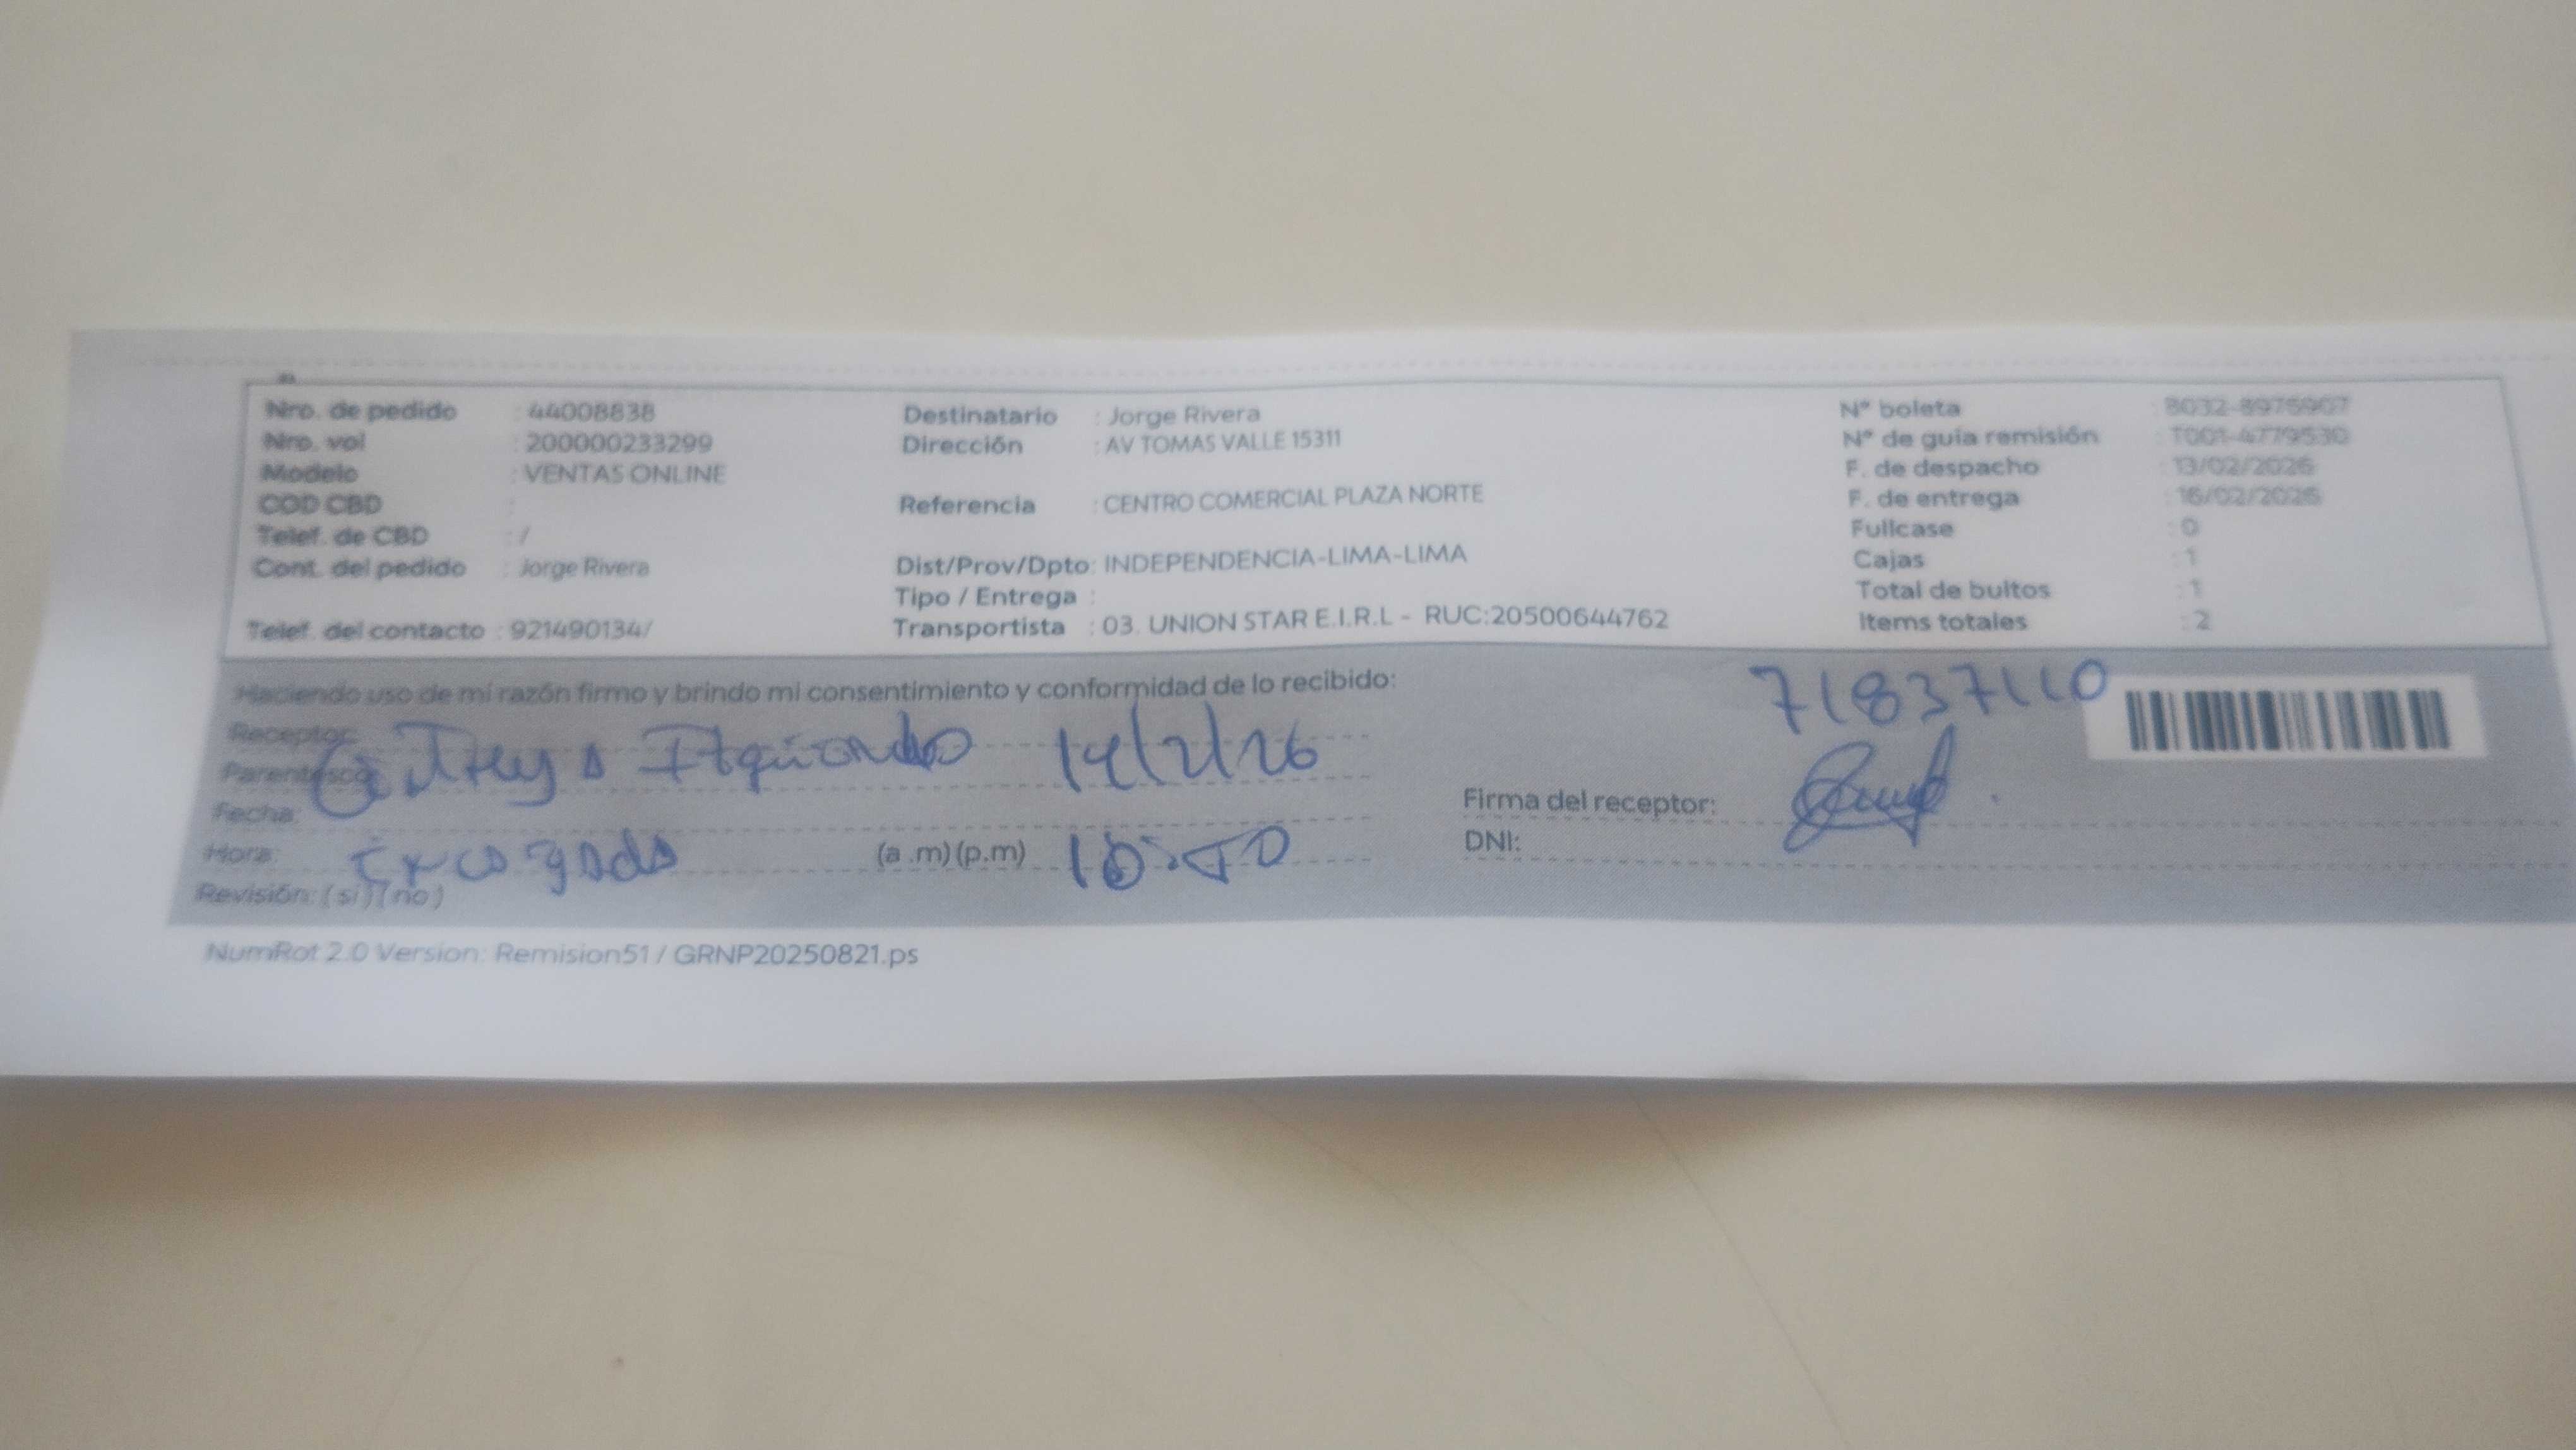 Nro. de pedido : 44008838
Nro. vol : 200000233299
Modelo : VENTAS ONLINE
COD CBD :
Telef. de CBD : /
Cont. del pedido : Jorge Rivera
Telef. del contacto : 921490134/
Destinatario : Jorge Rivera
Dirección : AV TOMAS VALLE 15311
Referencia : CENTRO COMERCIAL PLAZA NORTE
Dist/Prov/Dpto: INDEPENDENCIA-LIMA-LIMA
Tipo / Entrega :
Transportista : 03. UNION STAR E.I.R.L - RUC:20500644762
N° boleta : B032-8976907
N° de guía remisión : T001-4779530
F. de despacho : 13/02/2026
F. de entrega : 16/02/2026
Fullcase : 0
Cajas : 1
Total de bultos : 1
Items totales : 2
Haciendo uso de mi razón firmo y brindo mi consentimiento y conformidad de lo recibido:
Receptor:
Parentesco:
14/2/26
Fecha:
Hora: (a .m)(p.m)
Revisión: ( si ) ( no )
71837110
Firma del receptor:
DNI:
NumRot 2.0 Version: Remision51 / GRNP20250821.ps